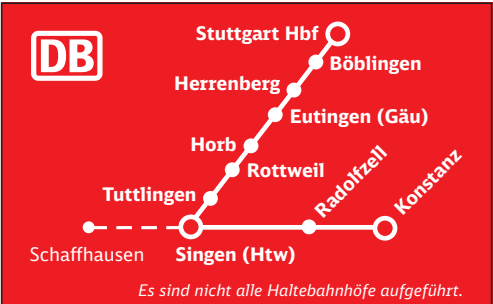 DB
Stuttgart Hbf
Böblingen
Herrenberg
Eutingen (Gäu)
Horb
Rottweil
Tuttlingen
Radolfzell
Konstanz
Schaffhausen
Singen (Htw)
Es sind nicht alle Haltebahnhöfe aufgeführt.